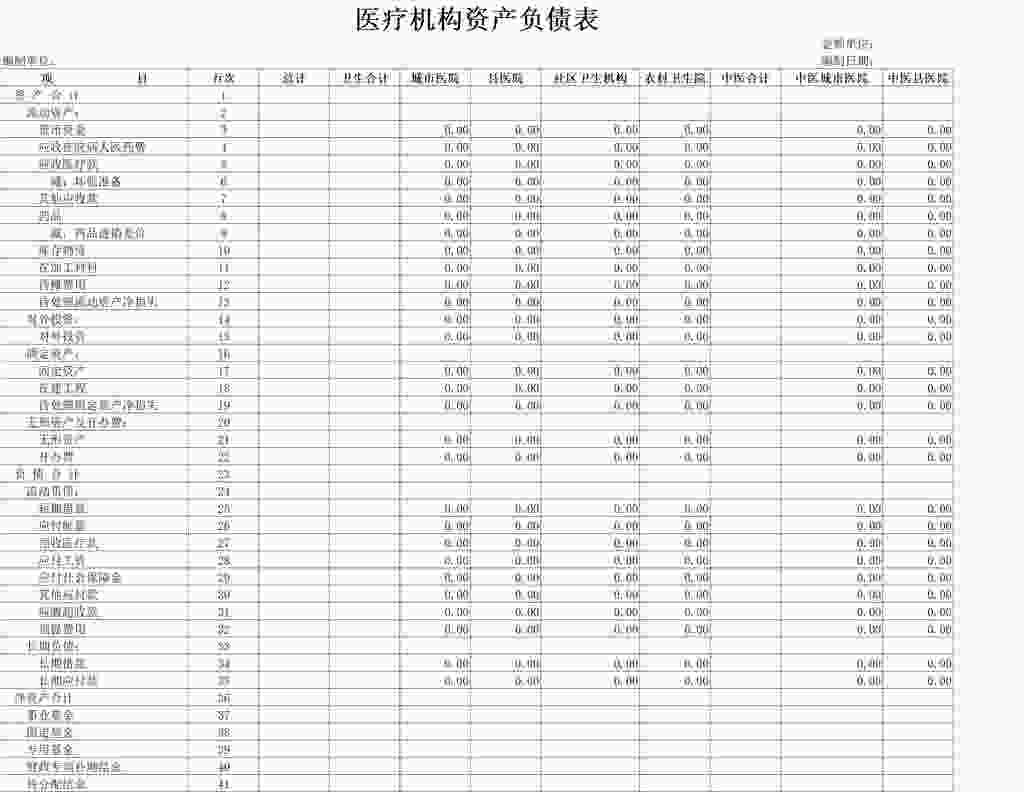 医疗机构资产负债表
金额单位:
编制单位: 编制日期:
项 目 行次 总计 卫生合计 城市医院 县医院 社区卫生机构 农村卫生院 中医合计 中医城市医院 中医县医院
资 产 合 计 1
流动资产: 2
货币资金 3 0.00 0.00 0.00 0.00 0.00 0.00
应收在院病人医药费 4 0.00 0.00 0.00 0.00 0.00 0.00
应收医疗款 5 0.00 0.00 0.00 0.00 0.00 0.00
减:坏账准备 6 0.00 0.00 0.00 0.00 0.00 0.00
其他应收款 7 0.00 0.00 0.00 0.00 0.00 0.00
药品 8 0.00 0.00 0.00 0.00 0.00 0.00
减:药品进销差价 9 0.00 0.00 0.00 0.00 0.00 0.00
库存物资 10 0.00 0.00 0.00 0.00 0.00 0.00
在加工材料 11 0.00 0.00 0.00 0.00 0.00 0.00
待摊费用 12 0.00 0.00 0.00 0.00 0.00 0.00
待处理流动资产净损失 13 0.00 0.00 0.00 0.00 0.00 0.00
对外投资: 14 0.00 0.00 0.00 0.00 0.00 0.00
对外投资 15 0.00 0.00 0.00 0.00 0.00 0.00
固定资产: 16
固定资产 17 0.00 0.00 0.00 0.00 0.00 0.00
在建工程 18 0.00 0.00 0.00 0.00 0.00 0.00
待处理固定资产净损失 19 0.00 0.00 0.00 0.00 0.00 0.00
无形资产及开办费: 20
无形资产 21 0.00 0.00 0.00 0.00 0.00 0.00
开办费 22 0.00 0.00 0.00 0.00 0.00 0.00
负 债 合 计 23
流动负债: 24
短期借款 25 0.00 0.00 0.00 0.00 0.00 0.00
应付账款 26 0.00 0.00 0.00 0.00 0.00 0.00
预收医疗款 27 0.00 0.00 0.00 0.00 0.00 0.00
应付工资 28 0.00 0.00 0.00 0.00 0.00 0.00
应付社会保障金 29 0.00 0.00 0.00 0.00 0.00 0.00
其他应付款 30 0.00 0.00 0.00 0.00 0.00 0.00
应缴超收款 31 0.00 0.00 0.00 0.00 0.00 0.00
预提费用 32 0.00 0.00 0.00 0.00 0.00 0.00
长期负债: 33
长期借款 34 0.00 0.00 0.00 0.00 0.00 0.00
长期应付款 35 0.00 0.00 0.00 0.00 0.00 0.00
净资产合计 36
事业基金 37
固定基金 38
专用基金 39
财政专项补助结余 40
待分配结余 41